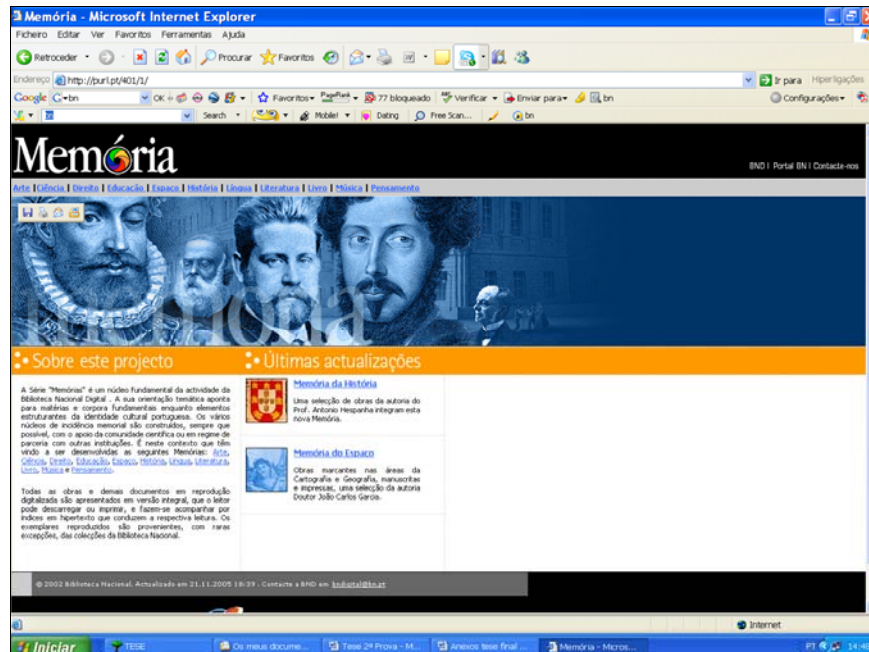 Memória - Microsoft Internet Explorer
Ficheiro Editar Ver Favoritos Ferramentas Ajuda
Retroceder Procurar Favoritos
Endereço http://purl.pt/401/1/ Ir para Hiperligações
Google bn OK Favoritos PageRank 77 bloqueado Verificar Enviar para bn Configurações
Search Mobile! Dating Free Scan... bn
Memória
BND | Portal BN | Contacte-nos
Arte | Ciência | Direito | Educação | Espaço | História | Língua | Literatura | Livro | Música | Pensamento
memória
Sobre este projecto
A Série "Memórias" é um núcleo fundamental da actividade da
Biblioteca Nacional Digital . A sua orientação temática aponta
para matérias e corpora fundamentais enquanto elementos
estruturantes da identidade cultural portuguesa. Os vários
núcleos de incidência memorial são construídos, sempre que
possível, com o apoio da comunidade científica ou em regime de
parceria com outras instituições. É neste contexto que têm
vindo a ser desenvolvidas as seguintes Memórias: Arte,
Ciência, Direito, Educação, Espaço, História, Língua, Literatura,
Livro, Música e Pensamento.
Todas as obras e demais documentos em reprodução
digitalizada são apresentados em versão integral, que o leitor
pode descarregar ou imprimir, e fazem-se acompanhar por
índices em hipertexto que conduzem a respectiva leitura. Os
exemplares reproduzidos são provenientes, com raras
excepções, das colecções da Biblioteca Nacional.
Últimas actualizações
Memória da História
Uma selecção de obras da autoria do
Prof. Antonio Hespanha integram esta
nova Memória.
Memória do Espaço
Obras marcantes nas áreas da
Cartografia e Geografia, manuscritas
e impressas, uma selecção da autoria
Doutor João Carlos Garcia.
© 2002 Biblioteca Nacional. Actualizado em 21.11.2005 18:39 . Contacte a BND em bndigital@bn.pt
Internet
Iniciar TESE Os meus docume... Tese 2ª Prova - M... Anexos tese final ... Memória - Micros... PT 14:48